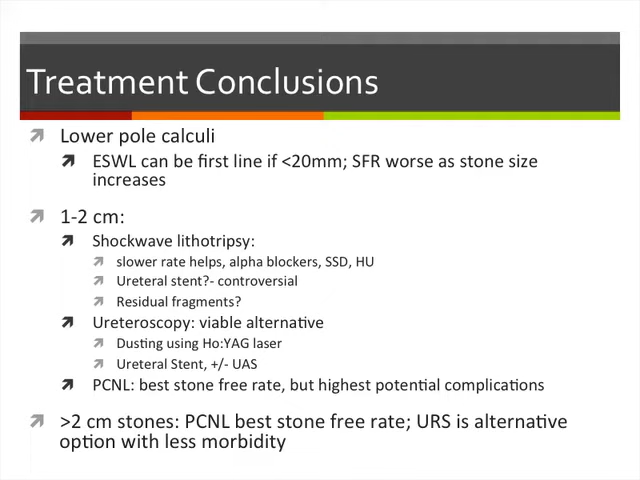 Treatment Conclusions
Lower pole calculi
ESWL can be first line if <20mm; SFR worse as stone size
increases
1-2 cm:
Shockwave lithotripsy:
slower rate helps, alpha blockers, SSD, HU
Ureteral stent?- controversial
Residual fragments?
Ureteroscopy: viable alternative
Dusting using Ho:YAG laser
Ureteral Stent, +/- UAS
PCNL: best stone free rate, but highest potential complications
>2 cm stones: PCNL best stone free rate; URS is alternative
option with less morbidity